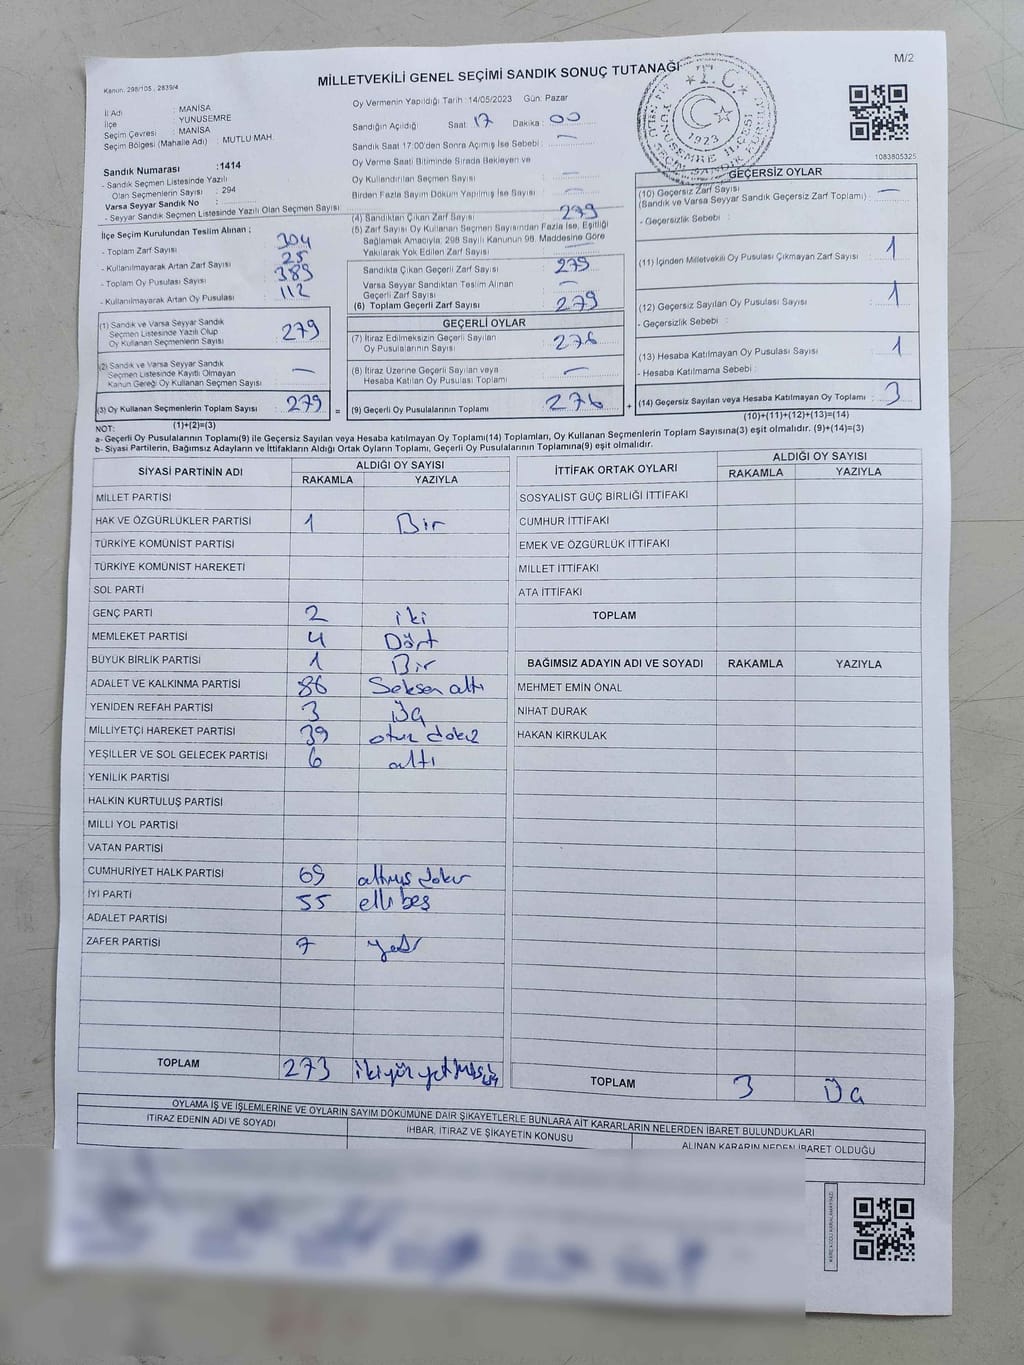 M/2
Kanun: 298/105 , 2839/4
MİLLETVEKİLİ GENEL SEÇİMİ SANDIK SONUÇ TUTANAĞI
T.C.
1923
1083805325
İl Adı : MANİSA
İlçe : YUNUSEMRE
Seçim Çevresi : MANİSA
Seçim Bölgesi (Mahalle Adı) : MUTLU MAH.
Sandık Numarası :1414
- Sandık Seçmen Listesinde Yazılı
Olan Seçmenlerin Sayısı : 294
Varsa Seyyar Sandık No :
- Seyyar Sandık Seçmen Listesinde Yazılı Olan Seçmen Sayısı:
İlçe Seçim Kurulundan Teslim Alınan ;
- Toplam Zarf Sayısı : 304
- Kullanılmayarak Artan Zarf Sayısı : 25
- Toplam Oy Pusulası Sayısı : 389
- Kullanılmayarak Artan Oy Pusulası : 112
(1) Sandık ve Varsa Seyyar Sandık
Seçmen Listesinde Yazılı Olup
Oy Kullanan Seçmenlerin Sayısı : 279
(2) Sandık ve Varsa Seyyar Sandık
Seçmen Listesinde Kayıtlı Olmayan
Kanun Gereği Oy Kullanan Seçmen Sayısı : —
(3) Oy Kullanan Seçmenlerin Toplam Sayısı : 279 =
(1)+(2)=(3)
Oy Vermenin Yapıldığı Tarih : 14/05/2023 Gün: Pazar
Sandığın Açıldığı Saat: 17 Dakika : 00
Sandık Saat 17:00'den Sonra Açılmış İse Sebebi : —
Oy Verme Saati Bitiminde Sırada Bekleyen ve
Oy Kullandırılan Seçmen Sayısı : —
Birden Fazla Sayım Döküm Yapılmış İse Sayısı : —
(4) Sandıktan Çıkan Zarf Sayısı : 279
(5) Zarf Sayısı Oy Kullanan Seçmen Sayısından Fazla İse, Eşitliği
Sağlamak Amacıyla, 298 Sayılı Kanunun 98. Maddesine Göre
Yakılarak Yok Edilen Zarf Sayısı : —
Sandıkta Çıkan Geçerli Zarf Sayısı : 279
Varsa Seyyar Sandıktan Teslim Alınan
Geçerli Zarf Sayısı : —
(6) Toplam Geçerli Zarf Sayısı : 279
GEÇERLİ OYLAR
(7) İtiraz Edilmeksizin Geçerli Sayılan
Oy Pusulalarının Sayısı : 276
(8) İtiraz Üzerine Geçerli Sayılan veya
Hesaba Katılan Oy Pusulası Toplamı : —
(9) Geçerli Oy Pusulalarının Toplamı : 276 +
GEÇERSİZ OYLAR
(10) Geçersiz Zarf Sayısı
(Sandık ve Varsa Seyyar Sandık Geçersiz Zarf Toplamı) : —
- Geçersizlik Sebebi :
(11) İçinden Milletvekili Oy Pusulası Çıkmayan Zarf Sayısı : 1
(12) Geçersiz Sayılan Oy Pusulası Sayısı : 1
- Geçersizlik Sebebi :
(13) Hesaba Katılmayan Oy Pusulası Sayısı : 1
- Hesaba Katılmama Sebebi :
(14) Geçersiz Sayılan veya Hesaba Katılmayan Oy Toplamı : 3
(10)+(11)+(12)+(13)=(14)
NOT:
a- Geçerli Oy Pusulalarının Toplamı(9) ile Geçersiz Sayılan veya Hesaba Katılmayan Oy Toplamı(14) Toplamları, Oy Kullanan Seçmenlerin Toplam Sayısına(3) eşit olmalıdır. (9)+(14)=(3)
b- Siyasi Partilerin, Bağımsız Adayların ve İttifakların Aldığı Ortak Oyların Toplamı, Geçerli Oy Pusulalarının Toplamına(9) eşit olmalıdır.
SİYASİ PARTİNİN ADI ALDIĞI OY SAYISI
RAKAMLA YAZIYLA
MİLLET PARTİSİ
HAK VE ÖZGÜRLÜKLER PARTİSİ 1 Bir
TÜRKİYE KOMÜNİST PARTİSİ
TÜRKİYE KOMÜNİST HAREKETİ
SOL PARTİ
GENÇ PARTİ 2 iki
MEMLEKET PARTİSİ 4 Dört
BÜYÜK BİRLİK PARTİSİ 1 Bir
ADALET VE KALKINMA PARTİSİ 86 Seksen altı
YENİDEN REFAH PARTİSİ 3 Üç
MİLLİYETÇİ HAREKET PARTİSİ 39 otuz dokuz
YEŞİLLER VE SOL GELECEK PARTİSİ 6 altı
YENİLİK PARTİSİ
HALKIN KURTULUŞ PARTİSİ
MİLLİ YOL PARTİSİ
VATAN PARTİSİ
CUMHURİYET HALK PARTİSİ 69 altmış dokuz
İYİ PARTİ 55 elli beş
ADALET PARTİSİ
ZAFER PARTİSİ 7 yedi
TOPLAM 273 ikiyüz yetmiş üç
İTTİFAK ORTAK OYLARI ALDIĞI OY SAYISI
RAKAMLA YAZIYLA
SOSYALİST GÜÇ BİRLİĞİ İTTİFAKI
CUMHUR İTTİFAKI
EMEK VE ÖZGÜRLÜK İTTİFAKI
MİLLET İTTİFAKI
ATA İTTİFAKI
TOPLAM
BAĞIMSIZ ADAYIN ADI VE SOYADI RAKAMLA YAZIYLA
MEHMET EMİN ÖNAL
NİHAT DURAK
HAKAN KIRKULAK
TOPLAM 3 Üç
OYLAMA İŞ VE İŞLEMLERİNE VE OYLARIN SAYIM DÖKÜMÜNE DAİR ŞİKAYETLERLE BUNLARA AİT KARARLARIN NELERDEN İBARET BULUNDUKLARI
İTİRAZ EDENİN ADI VE SOYADI
İHBAR, İTİRAZ VE ŞİKAYETİN KONUSU
ALINAN KARARIN NEDEN İBARET OLDUĞU